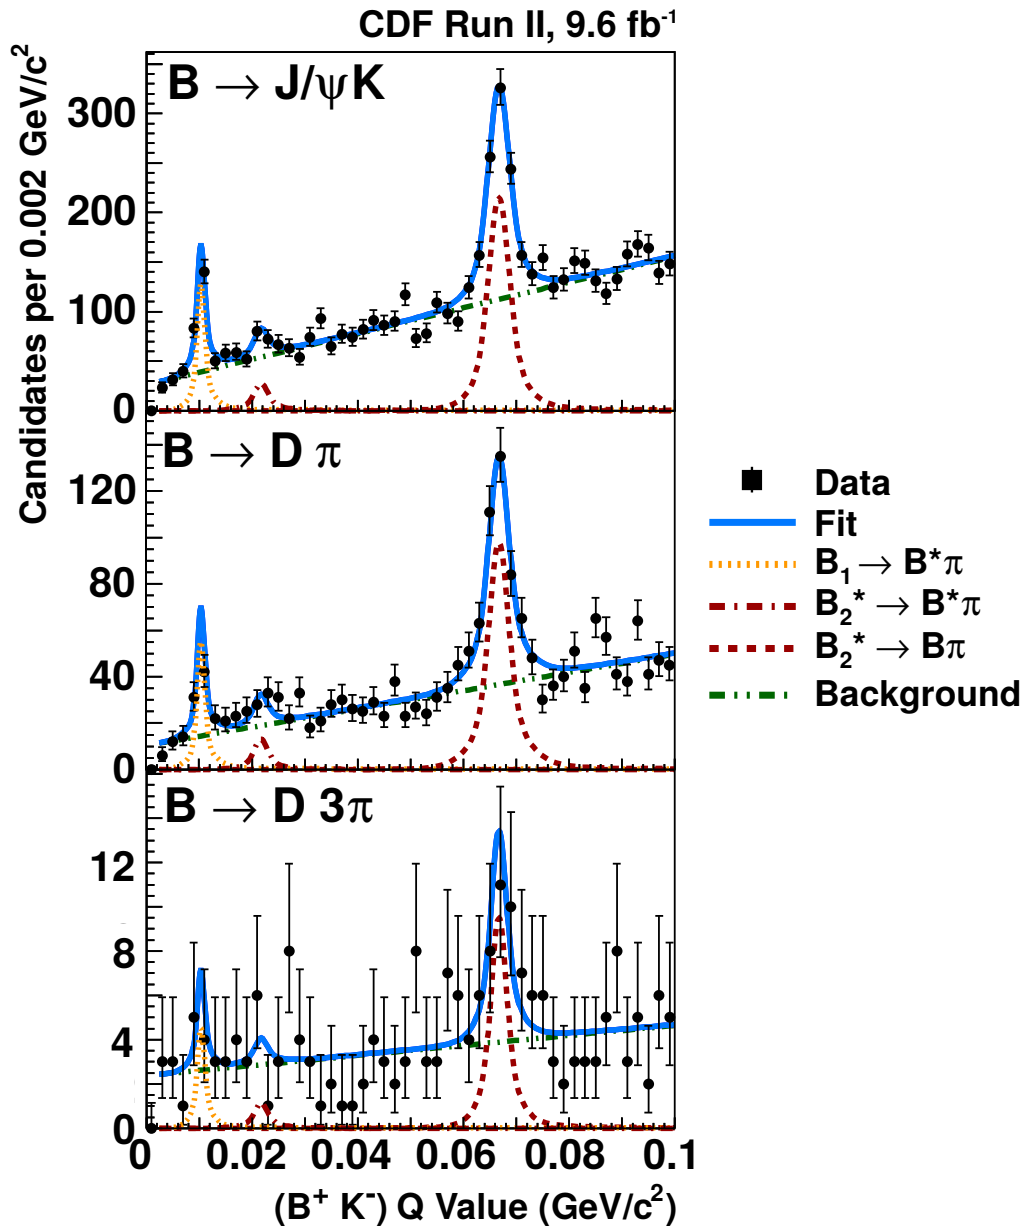 CDF Run II, 9.6 fb⁻¹
Candidates per 0.002 GeV/c²
B → J/ψK
300
200
100
0
B → D π
120
80
40
0
B → D 3π
12
8
4
0
0 0.02 0.04 0.06 0.08 0.1
(B⁺ K⁻) Q Value (GeV/c²)
Data
Fit
B₁ → B*π
B₂* → B*π
B₂* → Bπ
Background